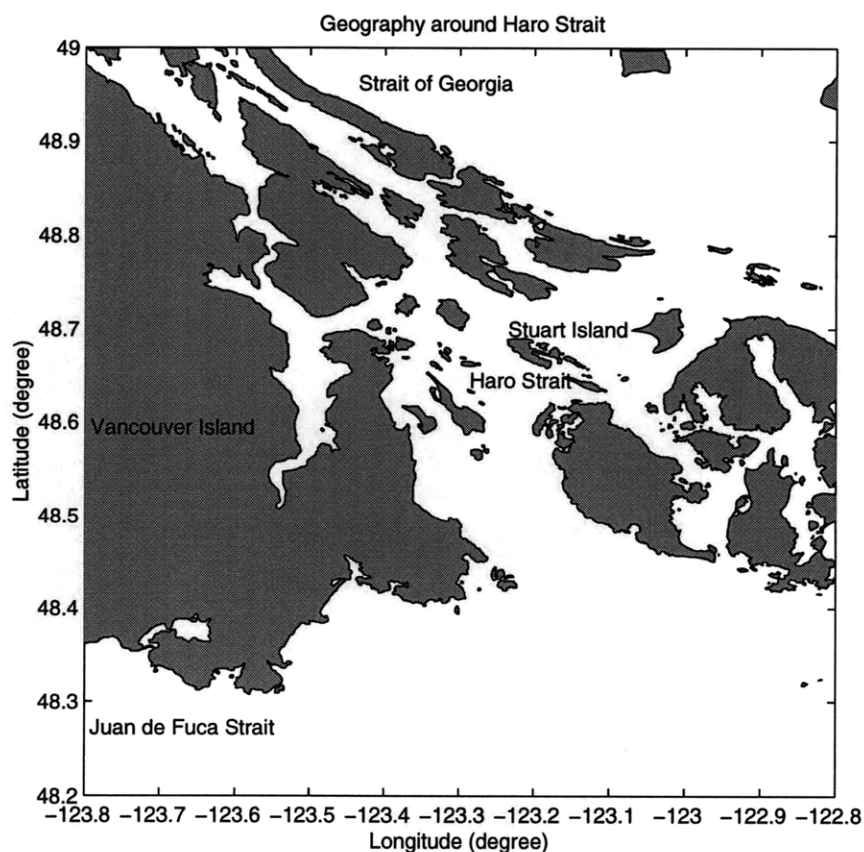 Geography around Haro Strait
49
Strait of Georgia
48.9
48.8
48.7
Stuart Island
Haro Strait
48.6
Vancouver Island
Latitude (degree)
48.5
48.4
48.3
Juan de Fuca Strait
48.2
−123.8 −123.7 −123.6 −123.5 −123.4 −123.3 −123.2 −123.1 −123 −122.9 −122.8
Longitude (degree)